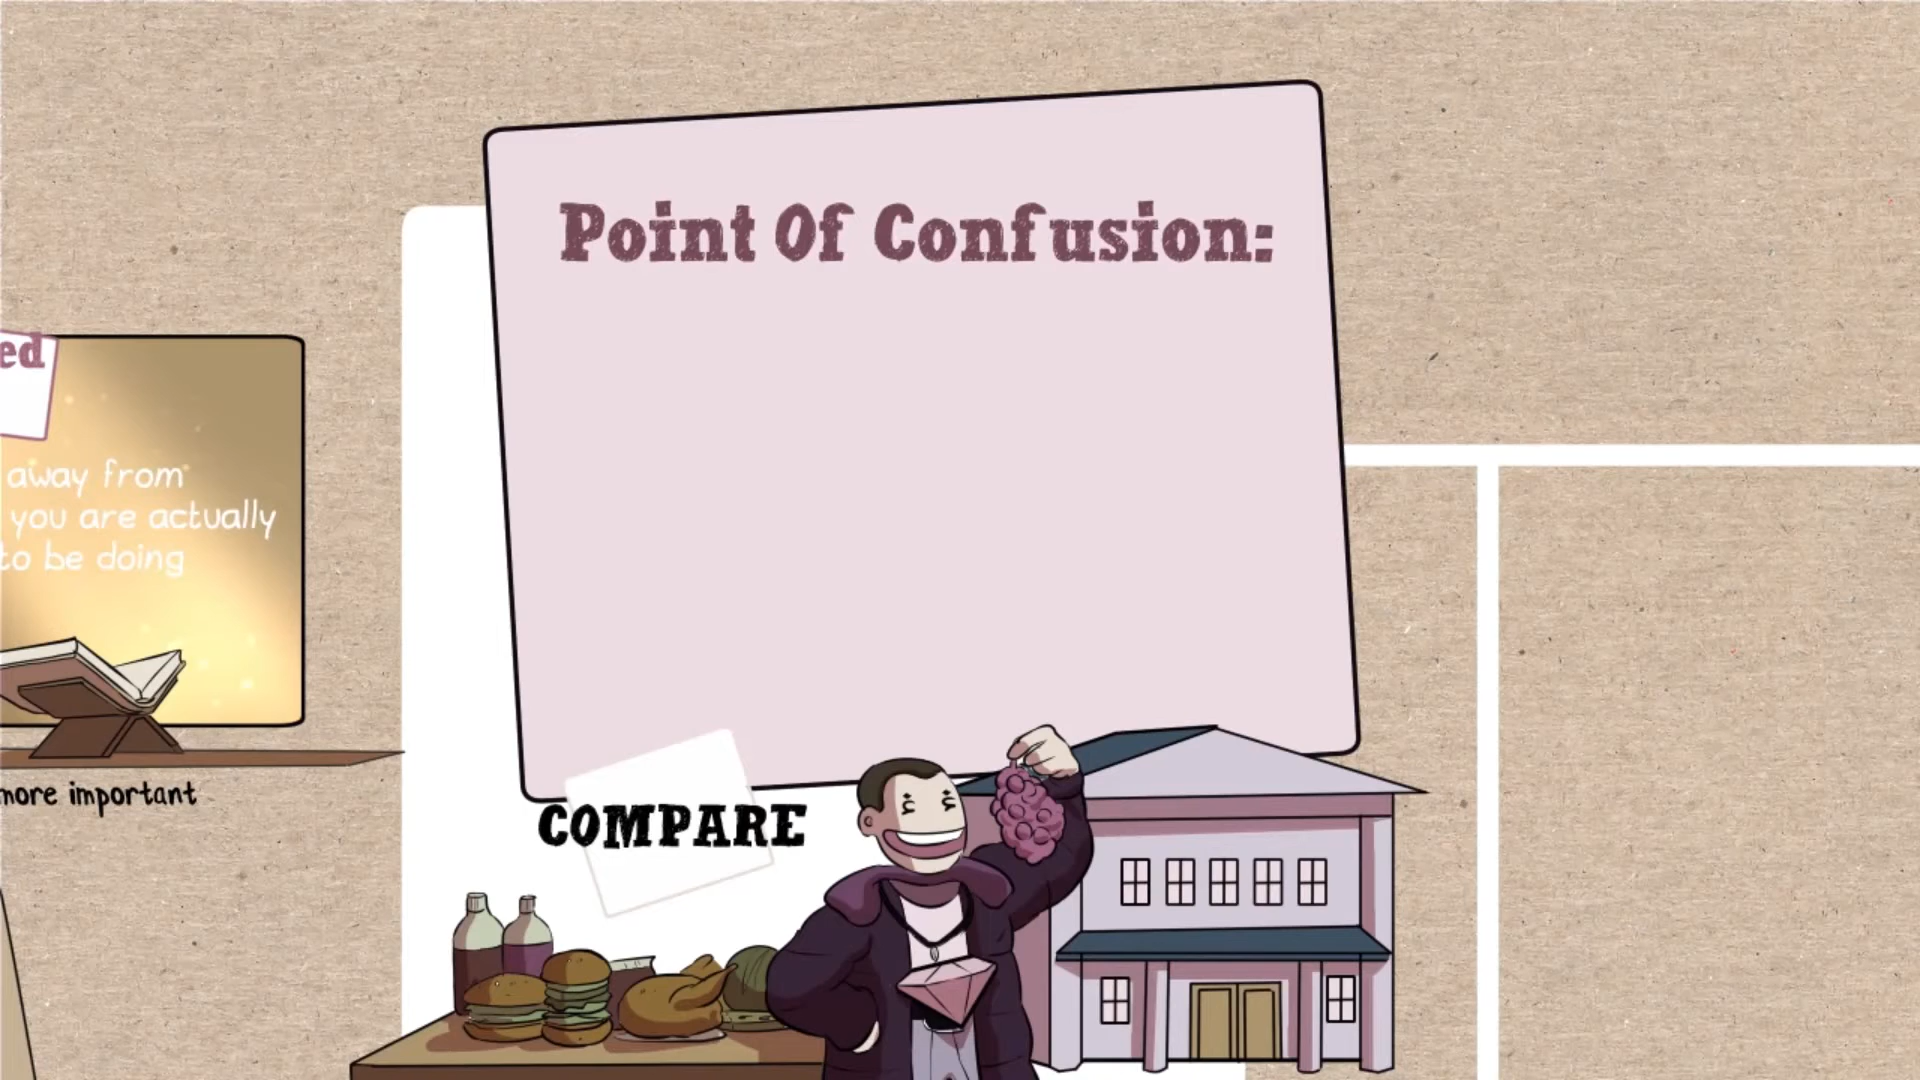 Point Of Confusion:
ed
away from
you are actually
to be doing
more important
COMPARE